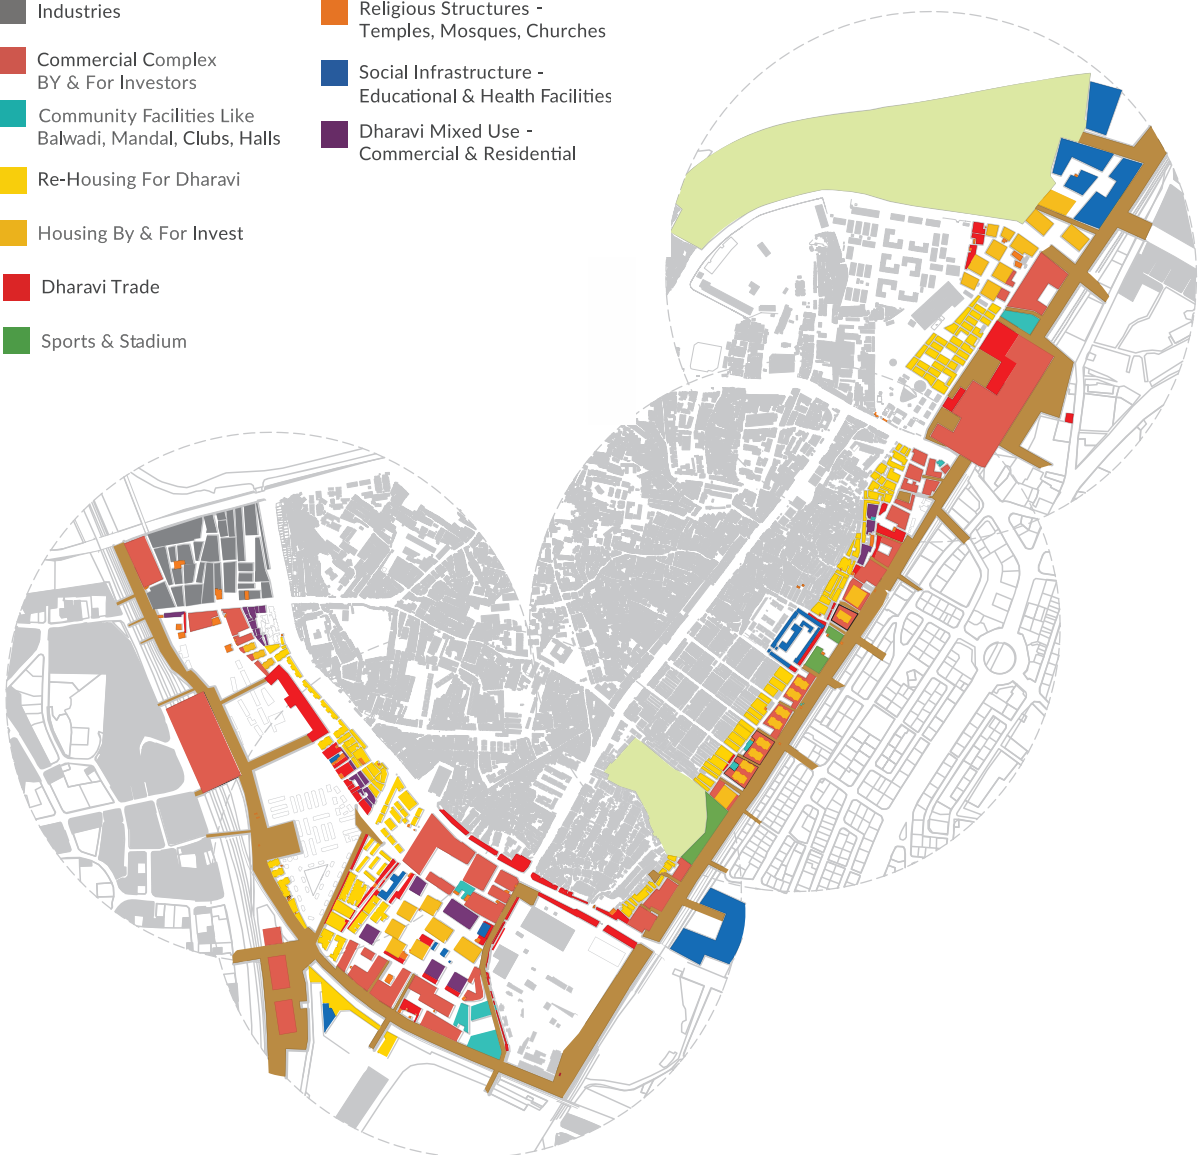 Industries
Commercial Complex
BY & For Investors
Community Facilities Like
Balwadi, Mandal, Clubs, Halls
Re-Housing For Dharavi
Housing By & For Invest
Dharavi Trade
Sports & Stadium
Religious Structures -
Temples, Mosques, Churches
Social Infrastructure -
Educational & Health Facilities
Dharavi Mixed Use -
Commercial & Residential